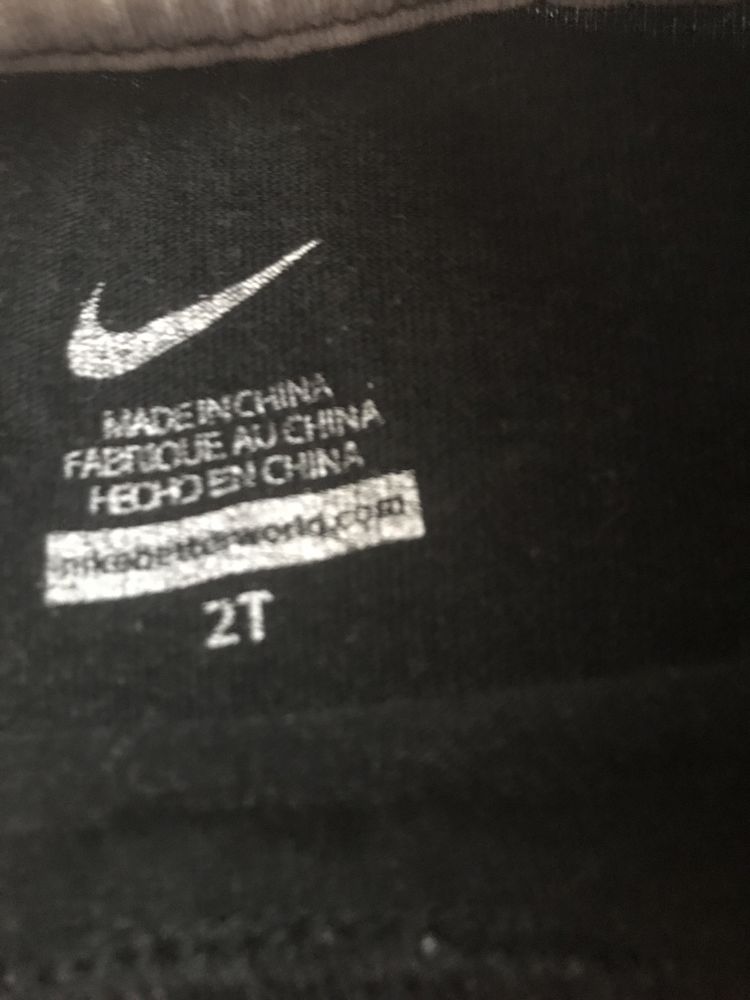 MADE IN CHINA
FABRIQUE AU CHINA
HECHO EN CHINA
nikebetterworld.com
2T